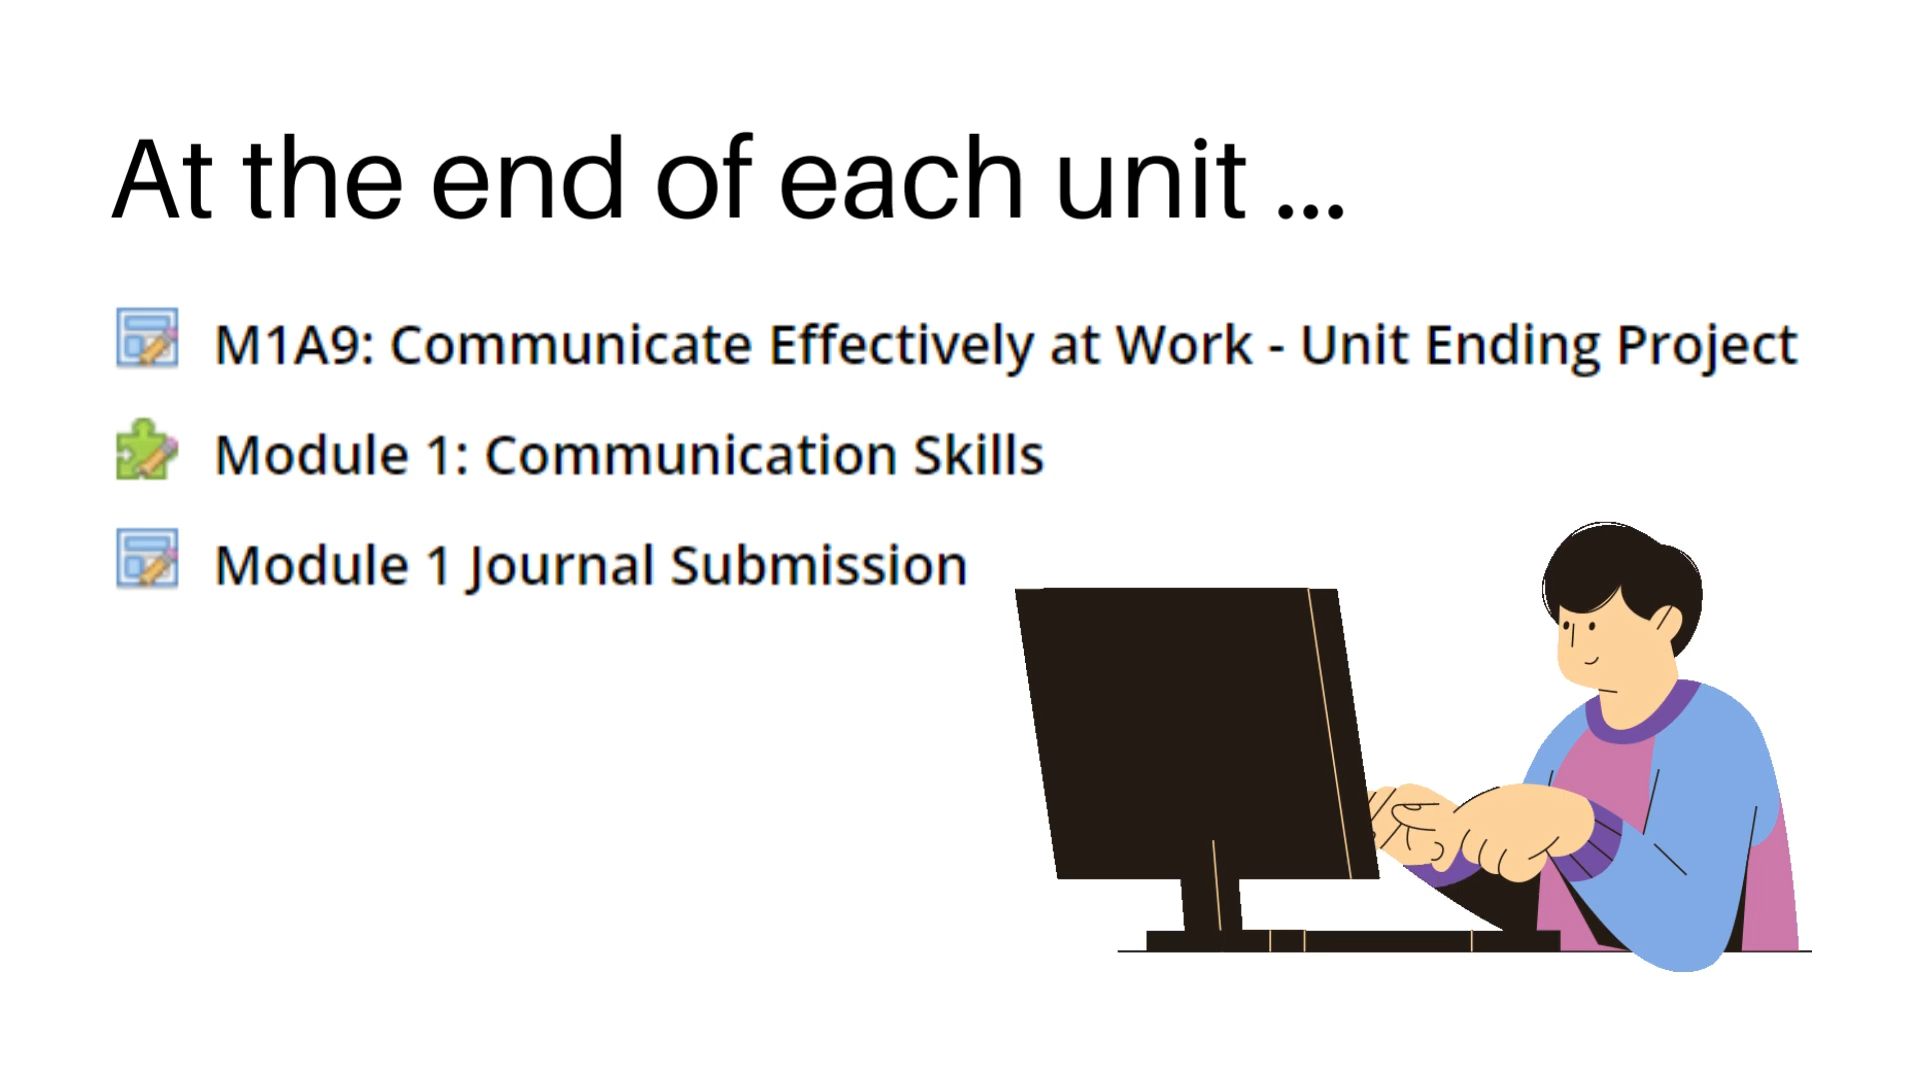 At the end of each unit ...
M1A9: Communicate Effectively at Work - Unit Ending Project
Module 1: Communication Skills
Module 1 Journal Submission